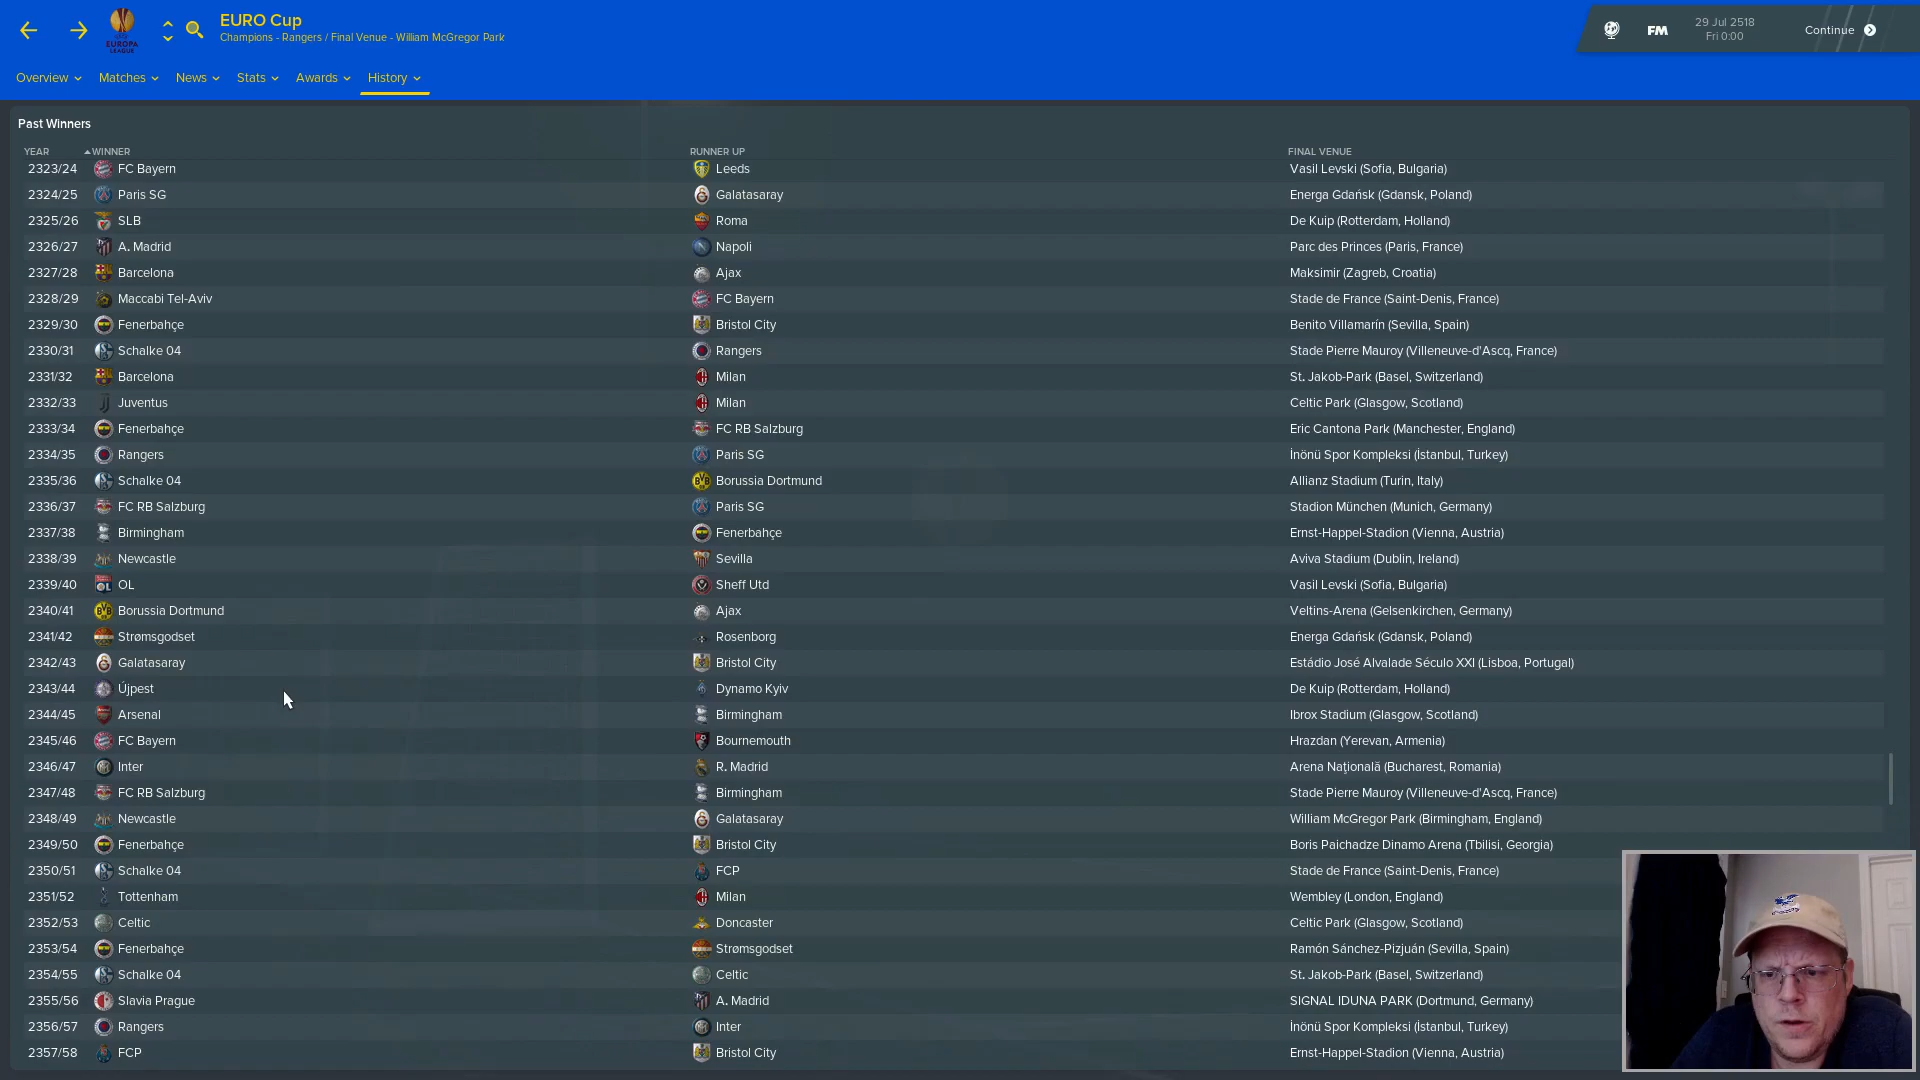 EURO Cup
Champions - Rangers / Final Venue - William McGregor Park
EUROPA LEAGUE
FM
29 Jul 2518
Fri 0:00
Continue
Overview Matches News Stats Awards History
Past Winners
YEAR WINNER RUNNER UP FINAL VENUE
2323/24 FC Bayern Leeds Vasil Levski (Sofia, Bulgaria)
2324/25 Paris SG Galatasaray Energa Gdańsk (Gdansk, Poland)
2325/26 SLB Roma De Kuip (Rotterdam, Holland)
2326/27 A. Madrid Napoli Parc des Princes (Paris, France)
2327/28 Barcelona Ajax Maksimir (Zagreb, Croatia)
2328/29 Maccabi Tel-Aviv FC Bayern Stade de France (Saint-Denis, France)
2329/30 Fenerbahçe Bristol City Benito Villamarín (Sevilla, Spain)
2330/31 Schalke 04 Rangers Stade Pierre Mauroy (Villeneuve-d'Ascq, France)
2331/32 Barcelona Milan St. Jakob-Park (Basel, Switzerland)
2332/33 Juventus Milan Celtic Park (Glasgow, Scotland)
2333/34 Fenerbahçe FC RB Salzburg Eric Cantona Park (Manchester, England)
2334/35 Rangers Paris SG İnönü Spor Kompleksi (İstanbul, Turkey)
2335/36 Schalke 04 Borussia Dortmund Allianz Stadium (Turin, Italy)
2336/37 FC RB Salzburg Paris SG Stadion München (Munich, Germany)
2337/38 Birmingham Fenerbahçe Ernst-Happel-Stadion (Vienna, Austria)
2338/39 Newcastle Sevilla Aviva Stadium (Dublin, Ireland)
2339/40 OL Sheff Utd Vasil Levski (Sofia, Bulgaria)
2340/41 Borussia Dortmund Ajax Veltins-Arena (Gelsenkirchen, Germany)
2341/42 Strømsgodset Rosenborg Energa Gdańsk (Gdansk, Poland)
2342/43 Galatasaray Bristol City Estádio José Alvalade Século XXI (Lisboa, Portugal)
2343/44 Újpest Dynamo Kyiv De Kuip (Rotterdam, Holland)
2344/45 Arsenal Birmingham Ibrox Stadium (Glasgow, Scotland)
2345/46 FC Bayern Bournemouth Hrazdan (Yerevan, Armenia)
2346/47 Inter R. Madrid Arena Naţională (Bucharest, Romania)
2347/48 FC RB Salzburg Birmingham Stade Pierre Mauroy (Villeneuve-d'Ascq, France)
2348/49 Newcastle Galatasaray William McGregor Park (Birmingham, England)
2349/50 Fenerbahçe Bristol City Boris Paichadze Dinamo Arena (Tbilisi, Georgia)
2350/51 Schalke 04 FCP Stade de France (Saint-Denis, France)
2351/52 Tottenham Milan Wembley (London, England)
2352/53 Celtic Doncaster Celtic Park (Glasgow, Scotland)
2353/54 Fenerbahçe Strømsgodset Ramón Sánchez-Pizjuán (Sevilla, Spain)
2354/55 Schalke 04 Celtic St. Jakob-Park (Basel, Switzerland)
2355/56 Slavia Prague A. Madrid SIGNAL IDUNA PARK (Dortmund, Germany)
2356/57 Rangers Inter İnönü Spor Kompleksi (İstanbul, Turkey)
2357/58 FCP Bristol City Ernst-Happel-Stadion (Vienna, Austria)